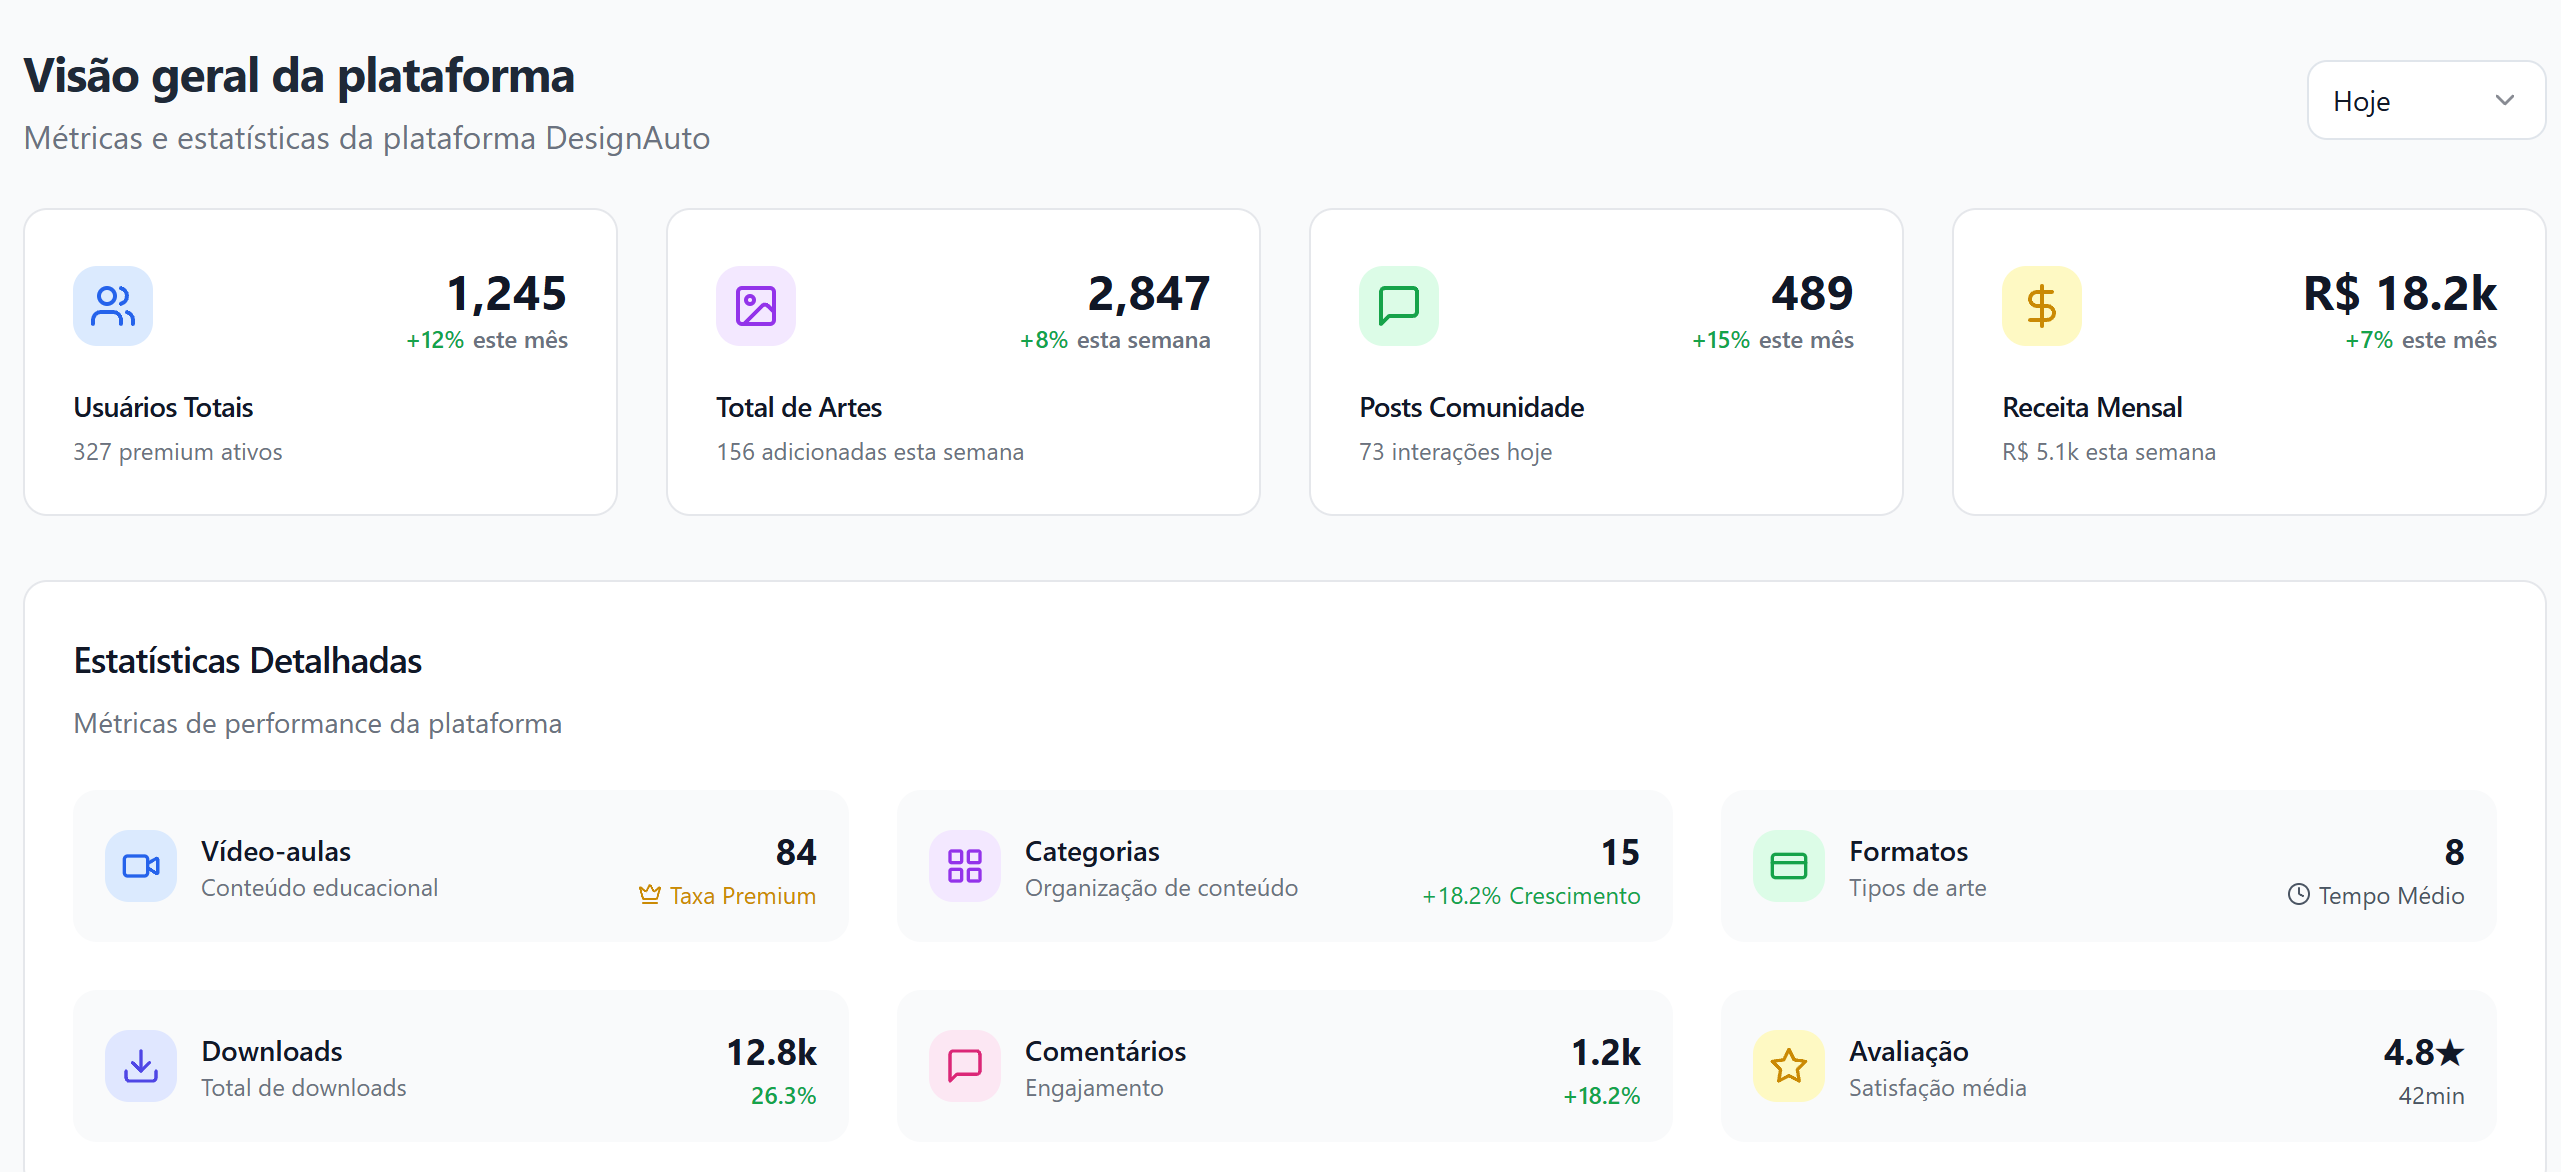 Visão geral da plataforma
Métricas e estatísticas da plataforma DesignAuto
Hoje
1,245
+12% este mês
Usuários Totais
327 premium ativos
2,847
+8% esta semana
Total de Artes
156 adicionadas esta semana
489
+15% este mês
Posts Comunidade
73 interações hoje
R$ 18.2k
+7% este mês
Receita Mensal
R$ 5.1k esta semana
Estatísticas Detalhadas
Métricas de performance da plataforma
Vídeo-aulas
Conteúdo educacional
84
Taxa Premium
Categorias
Organização de conteúdo
15
+18.2% Crescimento
Formatos
Tipos de arte
8
Tempo Médio
Downloads
Total de downloads
12.8k
26.3%
Comentários
Engajamento
1.2k
+18.2%
Avaliação
Satisfação média
4.8★
42min